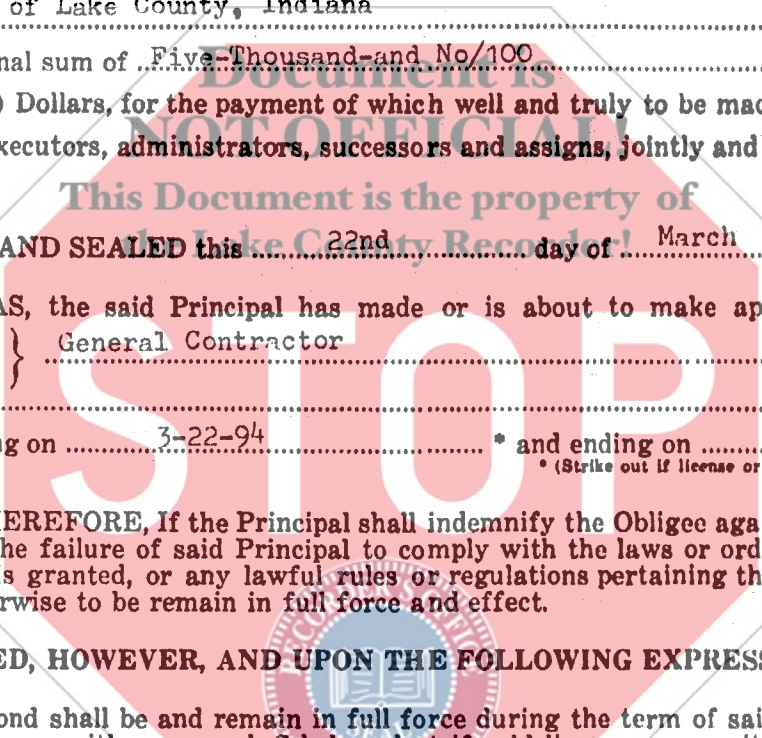 of Lake County, Indiana
nal sum of Five-Thousand-and No/100
Document is
) Dollars, for the payment of which well and truly to be mad
NOT OFFICIAL!
xecutors, administrators, successors and assigns, jointly and
This Document is the property of
AND SEALED this 22nd day of March
the Lake County Recorder!
AS, the said Principal has made or is about to make ap
} General Contractor
STOP
g on 3-22-94 * and ending on
* (Strike out if license or
HEREFORE, If the Principal shall indemnify the Obligee aga
he failure of said Principal to comply with the laws or ord
s granted, or any lawful rules or regulations pertaining th
rwise to be remain in full force and effect.
RECORDER'S OFFICE
ED, HOWEVER, AND UPON THE FOLLOWING EXPRESS
SEAL
ond shall be and remain in full force during the term of sai